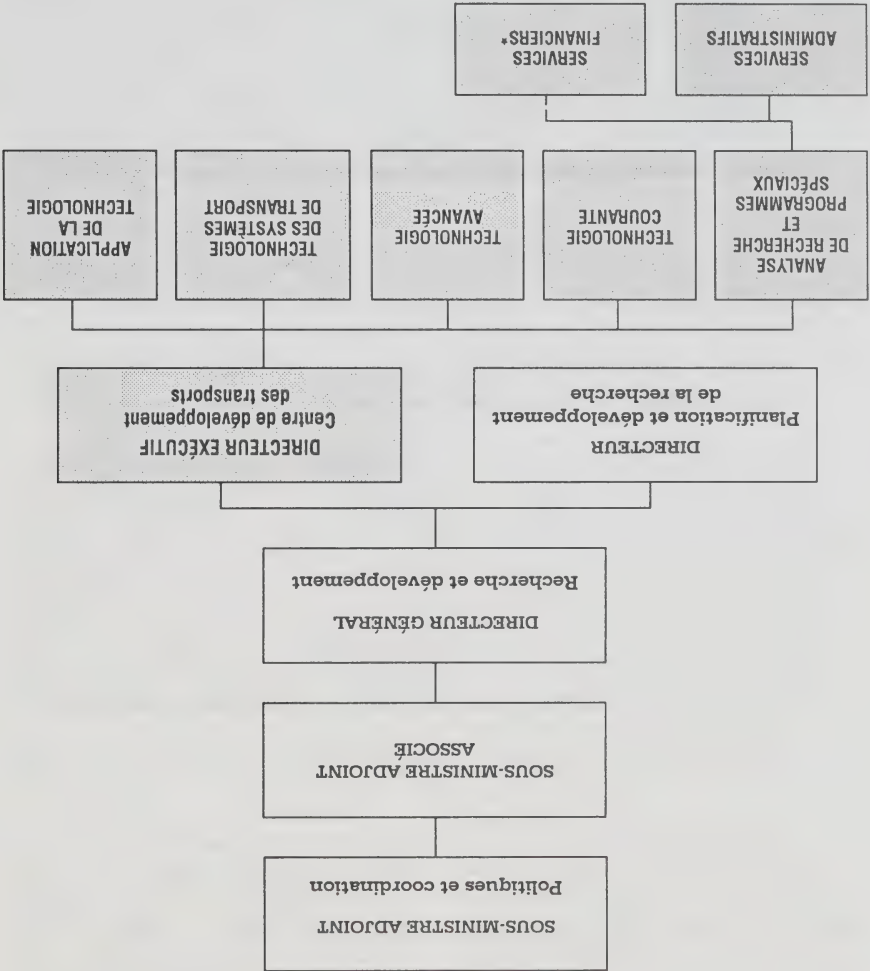 SOUS-MINISTRE ADJOINT
Politiques et coordination
SOUS-MINISTRE ADJOINT
ASSOCIÉ
DIRECTEUR GÉNÉRAL
Recherche et développement
DIRECTEUR
Planification et développement
de la recherche
DIRECTEUR EXÉCUTIF
Centre de développement
des transports
ANALYSE
DE RECHERCHE
ET
PROGRAMMES
SPÉCIAUX
TECHNOLOGIE
COURANTE
TECHNOLOGIE
AVANCÉE
TECHNOLOGIE
DES SYSTÈMES
DE TRANSPORT
APPLICATION
DE LA
TECHNOLOGIE
SERVICES
ADMINISTRATIFS
SERVICES
FINANCIERS*